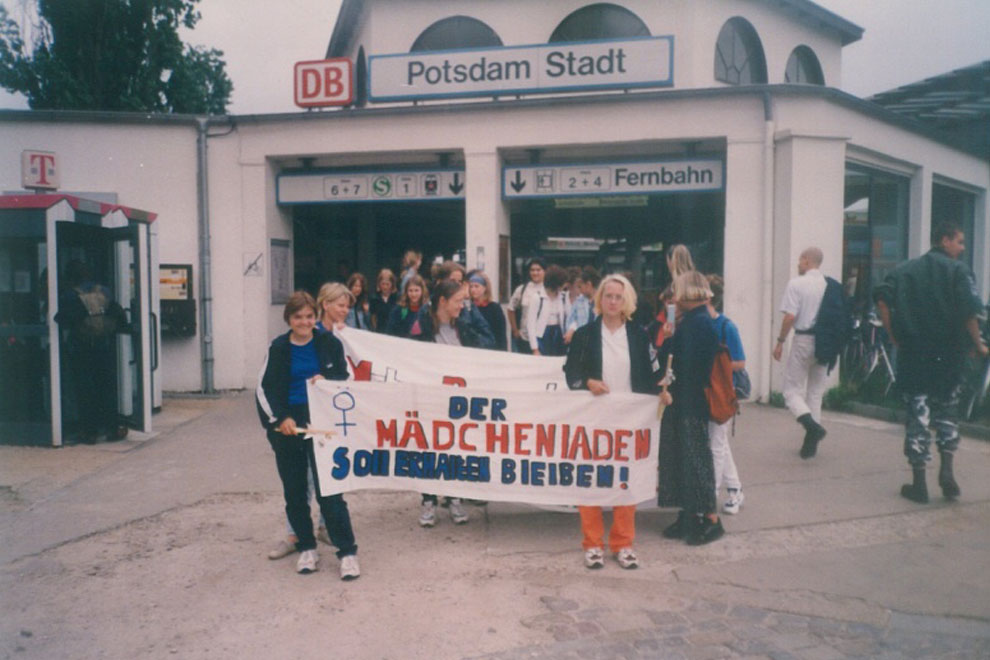 DB
Potsdam Stadt
T
6 + 7 S 1
2 + 4 Fernbahn
DER
MÄDCHENLADEN
SOLL ERHALTEN BLEIBEN!